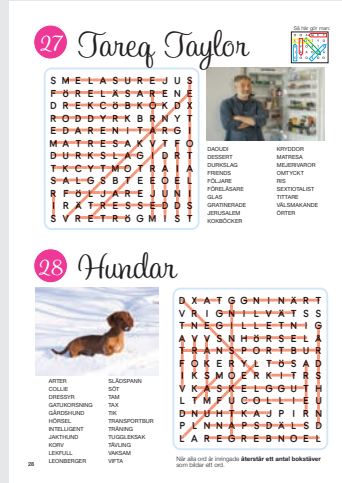 27 Tareq Taylor
Så här gör man:
S M E L A S U R E J U S
F Ö R E L Ä S A R E N E
D R E K C Ö B K O K D X
R O D D Y R K B R N Y T
E D A R E N I T A R G I
M A T R E S A K V T F O
D U R K S L A G I D R T
T K C Y T M O T R A I A
S A L G S B T E E O E L
R F Ö L J A R E J U N I
I R Ä T R E S S E D D S
S V R E T R Ö G M I S T
DAOUDI
DESSERT
DURKSLAG
FRIENDS
FÖLJARE
FÖRELÄSARE
GLAS
GRATINERADE
JERUSALEM
KOKBÖCKER
KRYDDOR
MATRESA
MEJERIVAROR
OMTYCKT
RIS
SEXTIOTALIST
TITTARE
VÄLSMAKANDE
ÖRTER
28 Hundar
D X A T G G N I N Ä R T
V R I G N I L V Ä T S S
T N E G I L L E T N I G
A V V S N H Ö R S E L Ä
T R A N S P O R T B U R
F O K E R Y L T Ö S A D
I K S M O E R K I T R S
V K A S K E L G G U T H
L T M F U C O L L I E U
D N U H T K A J P I R N
P L N N A P S D Ä L S D
L A R E G R E B N O E L
ARTER
COLLIE
DRESSYR
GATUKORSNING
GÅRDSHUND
HÖRSEL
INTELLIGENT
JAKTHUND
KORV
LEKFULL
LEONBERGER
SLÄDSPANN
SÖT
TAM
TAX
TIK
TRANSPORTBUR
TRÄNING
TUGGLEKSAK
TÄVLING
VAKSAM
VIFTA
När alla ord är inringade återstår ett antal bokstäver
som bildar ett ord.
28